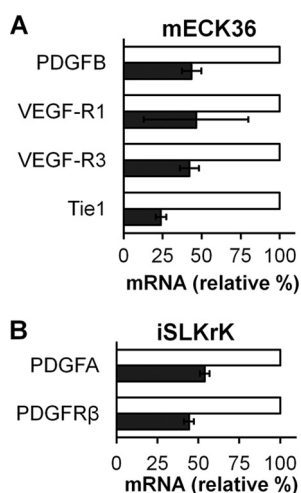 A
mECK36
PDGFB
VEGF-R1
VEGF-R3
Tie1
0 25 50 75 100
mRNA (relative %)
B
iSLKrK
PDGFA
PDGFRβ
0 25 50 75 100
mRNA (relative %)